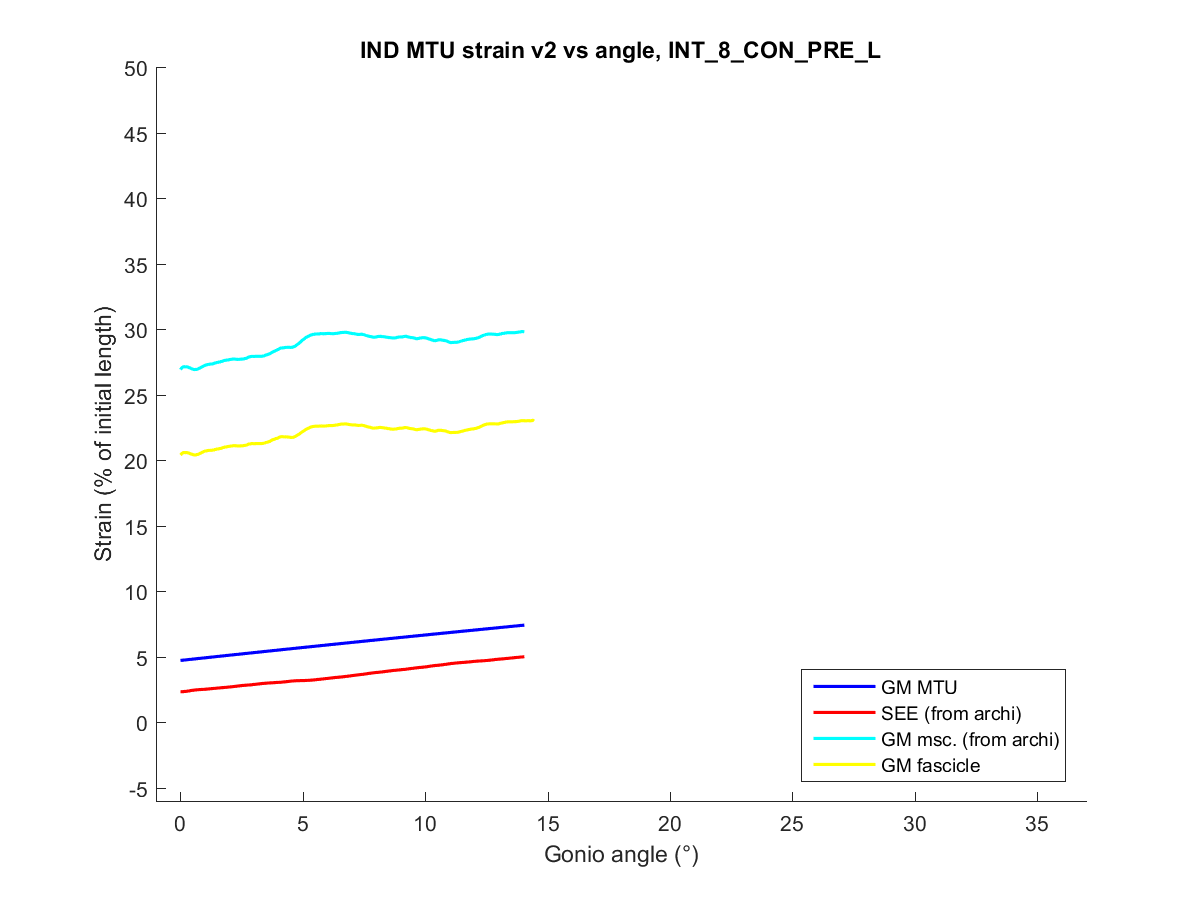 IND MTU strain v2 vs angle, INT_8_CON_PRE_L
50
45
40
35
30
25
20
15
10
5
0
-5
Strain (% of initial length)
0 5 10 15 20 25 30 35
Gonio angle (°)
GM MTU
SEE (from archi)
GM msc. (from archi)
GM fascicle